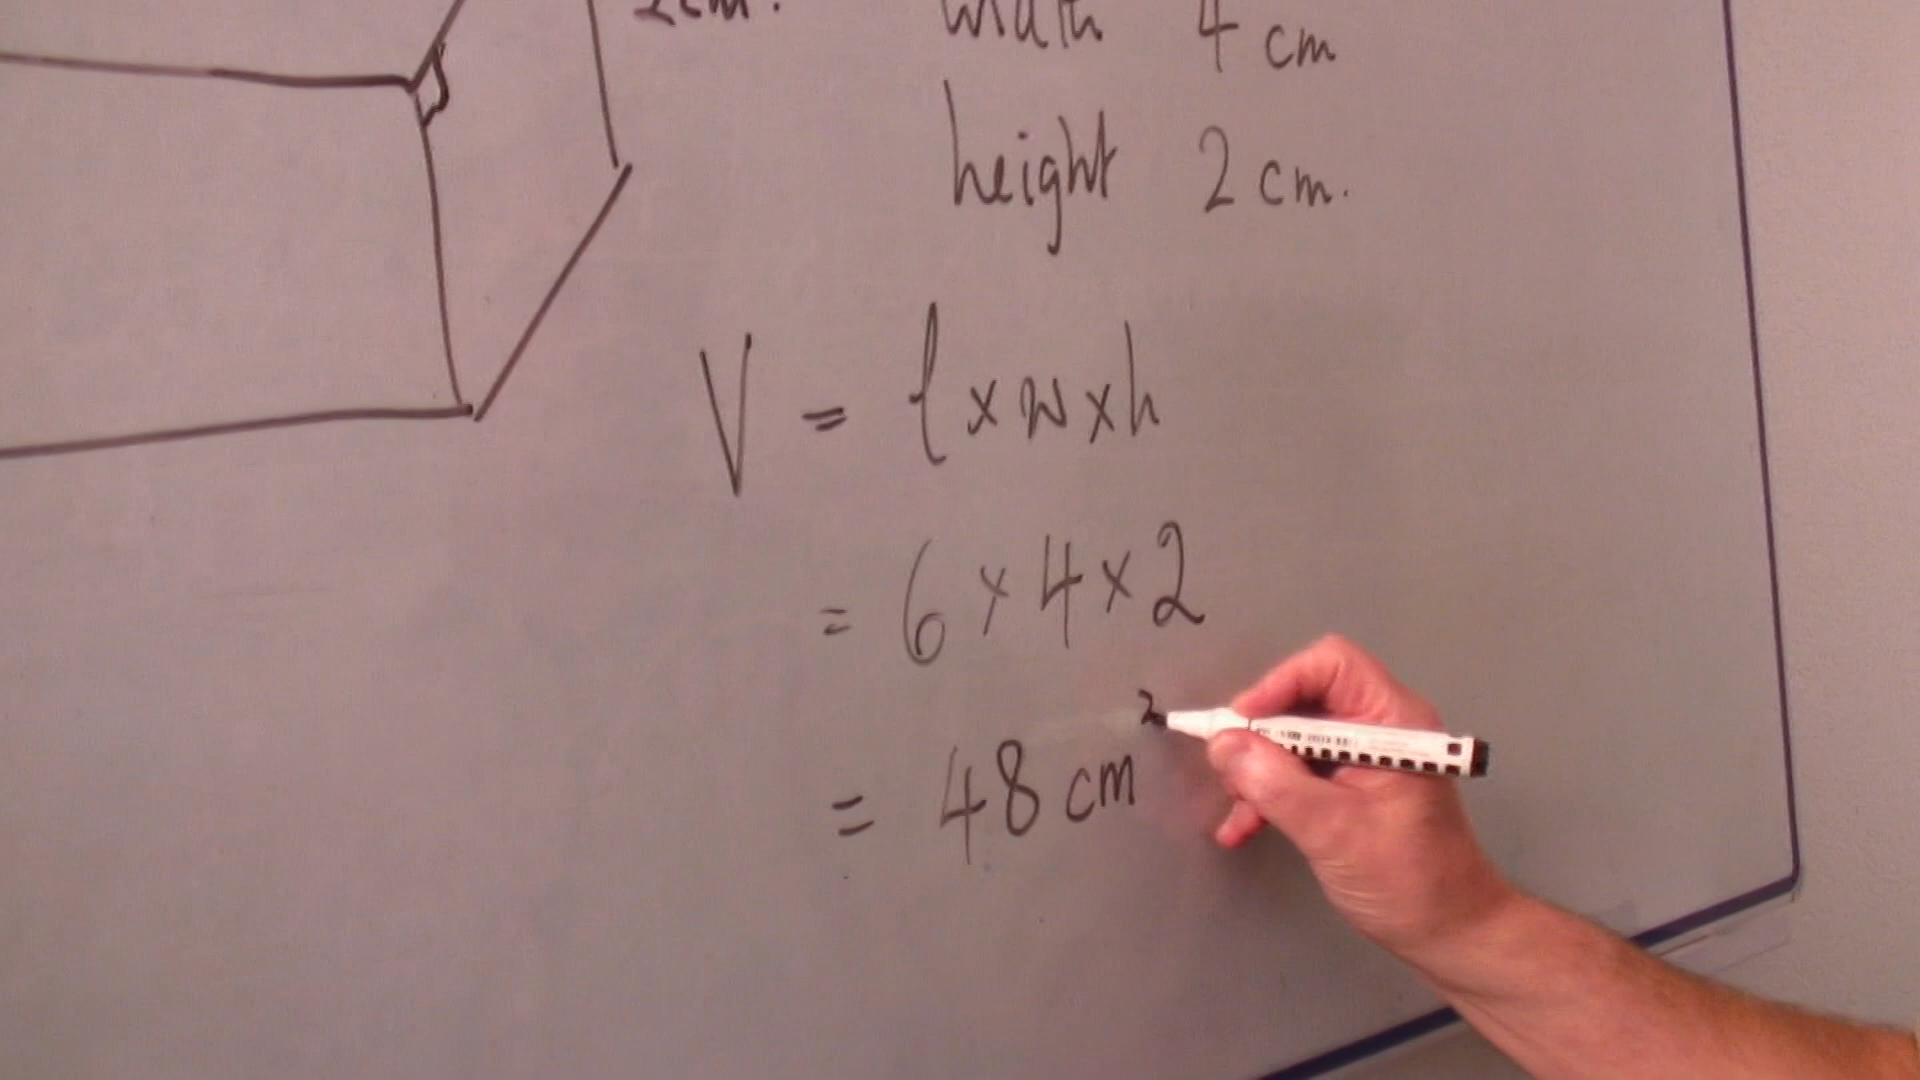 2cm.
width 4 cm
height 2 cm.
V = l x w x h
= 6 x 4 x 2
= 48 cm²